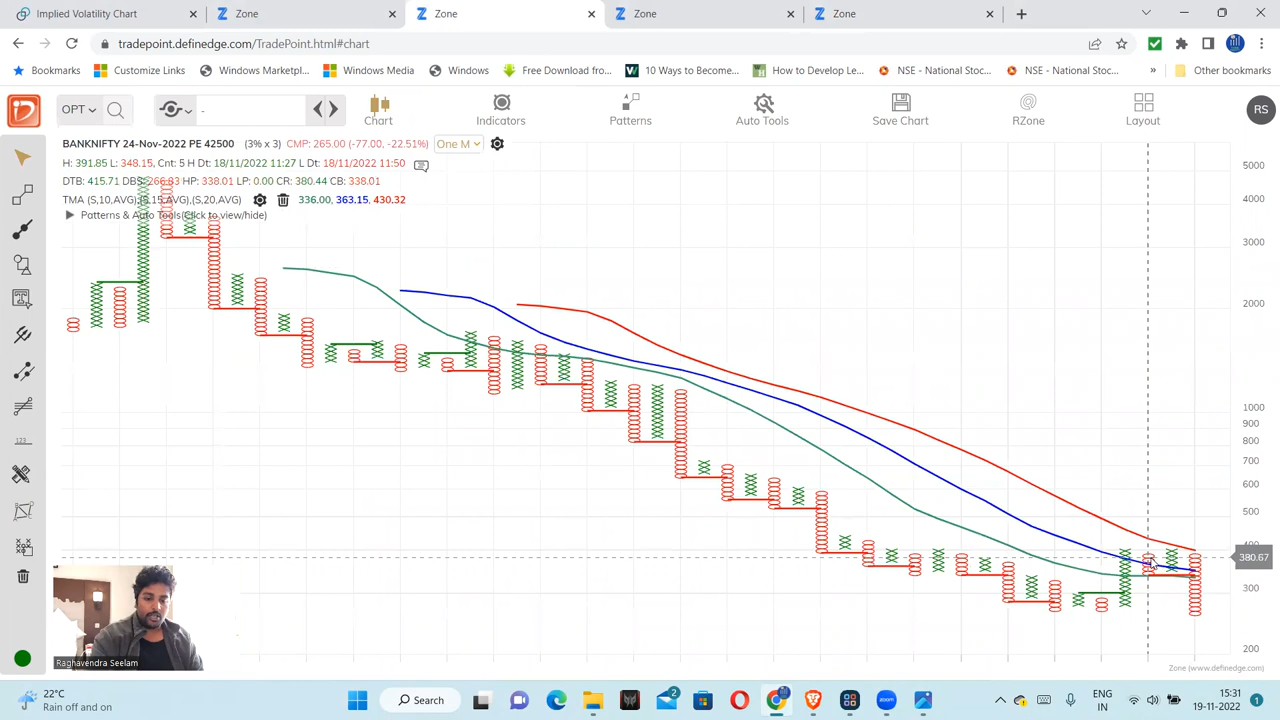 Implied Volatility Chart
Zone
Zone
Zone
Zone
tradepoint.definedge.com/TradePoint.html#chart
Bookmarks
Customize Links
Windows Marketpl...
Windows Media
Windows
Free Download fro...
10 Ways to Become...
How to Develop Le...
NSE - National Stoc...
NSE - National Stoc...
»
Other bookmarks
OPT
-
Chart
Indicators
Patterns
Auto Tools
Save Chart
RZone
Layout
RS
BANKNIFTY 24-Nov-2022 PE 42500 (3% x 3) CMP: 265.00 (-77.00, -22.51%) One M
H: 391.85 L: 348.15, Cnt: 5 H Dt: 18/11/2022 11:27 L Dt: 18/11/2022 11:50
DTB: 415.71 DBS: 266.83 HP: 338.01 LP: 0.00 CR: 380.44 CB: 338.01
TMA (S,10,AVG),(S,15,AVG),(S,20,AVG) 336.00, 363.15, 430.32
Patterns & Auto Tools(Click to view/hide)
5000
4000
3000
2000
1000
900
800
700
600
500
400
380.67
300
200
123
Raghavendra Seelam
Zone (www.definedge.com)
22°C
Rain off and on
Search
2
zoom
ENG
IN
15:31
19-11-2022
1